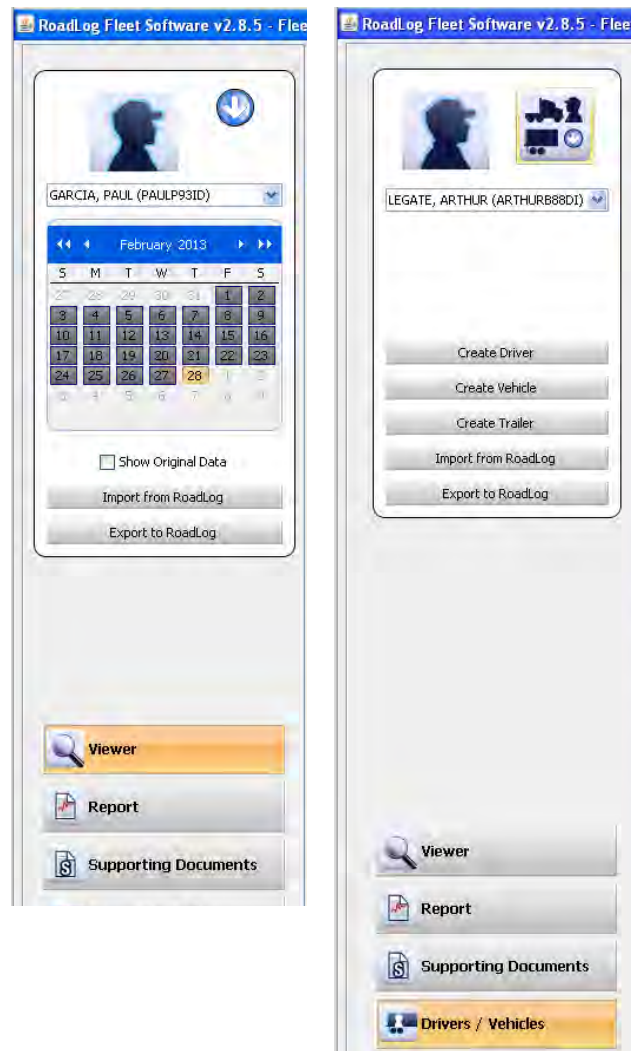 RoadLog Fleet Software v2.8.5 - Flee
GARCIA, PAUL (PAULP93ID)
February 2013
S M T W T F S
27 28 29 30 31 1 2
3 4 5 6 7 8 9
10 11 12 13 14 15 16
17 18 19 20 21 22 23
24 25 26 27 28 1 2
3 4 5 6 7 8 9
Show Original Data
Import from RoadLog
Export to RoadLog
Viewer
Report
Supporting Documents
RoadLog Fleet Software v2.8.5 - Flee
LEGATE, ARTHUR (ARTHURB88DI)
Create Driver
Create Vehicle
Create Trailer
Import from RoadLog
Export to RoadLog
Viewer
Report
Supporting Documents
Drivers / Vehicles